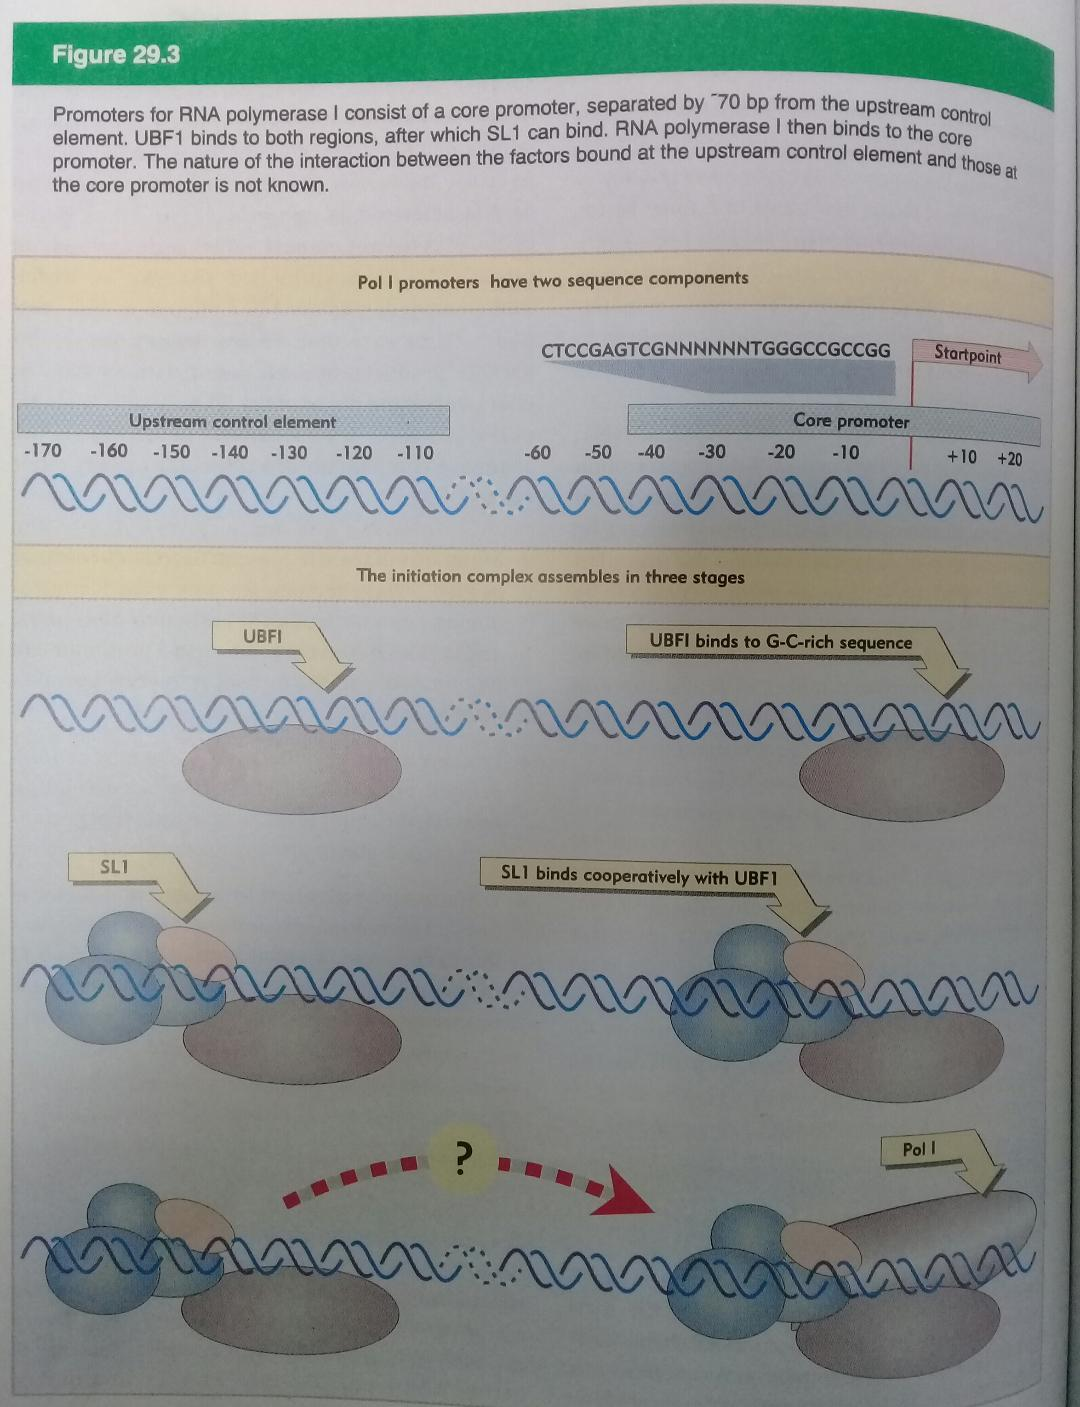 Figure 29.3
Promoters for RNA polymerase I consist of a core promoter, separated by ~70 bp from the upstream control
element. UBF1 binds to both regions, after which SL1 can bind. RNA polymerase I then binds to the core
promoter. The nature of the interaction between the factors bound at the upstream control element and those at
the core promoter is not known.
Pol I promoters have two sequence components
CTCCGAGTCGNNNNNNTGGGCCGCCGG
Startpoint
Upstream control element
Core promoter
-170 -160 -150 -140 -130 -120 -110 -60 -50 -40 -30 -20 -10 +10 +20
The initiation complex assembles in three stages
UBFI
UBFI binds to G-C-rich sequence
SL1
SL1 binds cooperatively with UBF1
?
Pol I